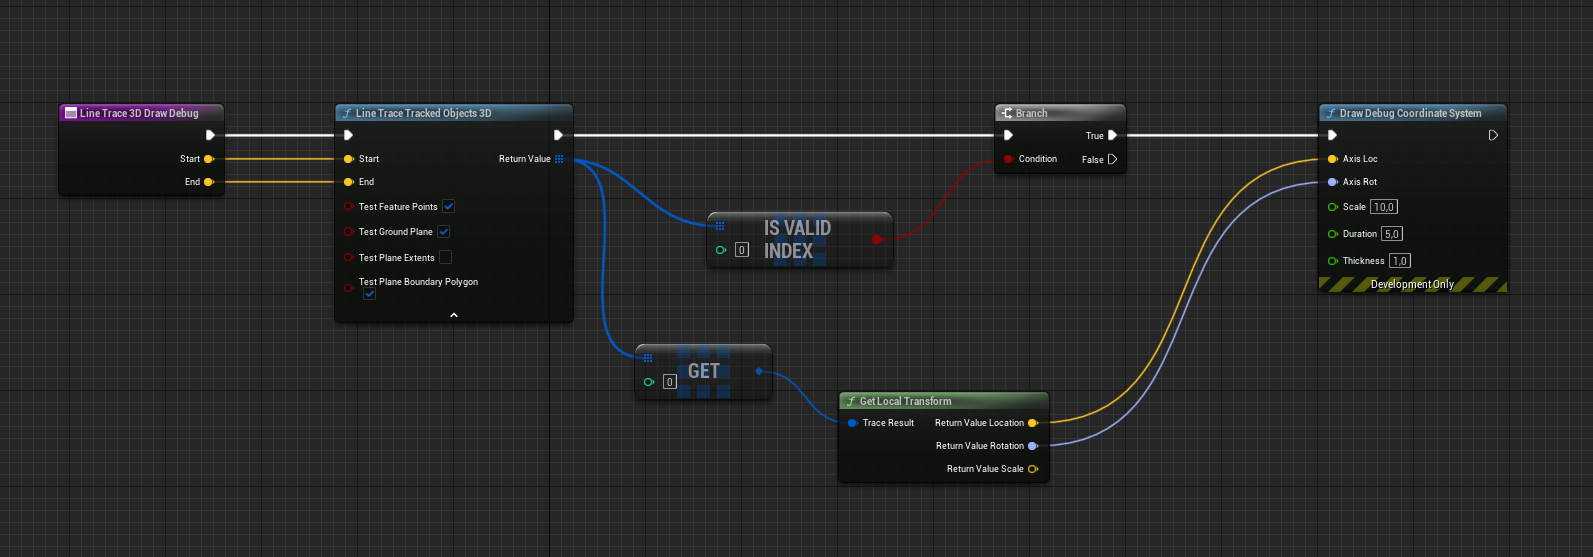 Line Trace 3D Draw Debug
Start
End
Line Trace Tracked Objects 3D
Start
Return Value
End
Test Feature Points
Test Ground Plane
Test Plane Extents
Test Plane Boundary Polygon
IS VALID
INDEX
0
GET
0
Get Local Transform
Trace Result
Return Value Location
Return Value Rotation
Return Value Scale
Branch
True
Condition
False
Draw Debug Coordinate System
Axis Loc
Axis Rot
Scale 10,0
Duration 5,0
Thickness 1,0
Development Only